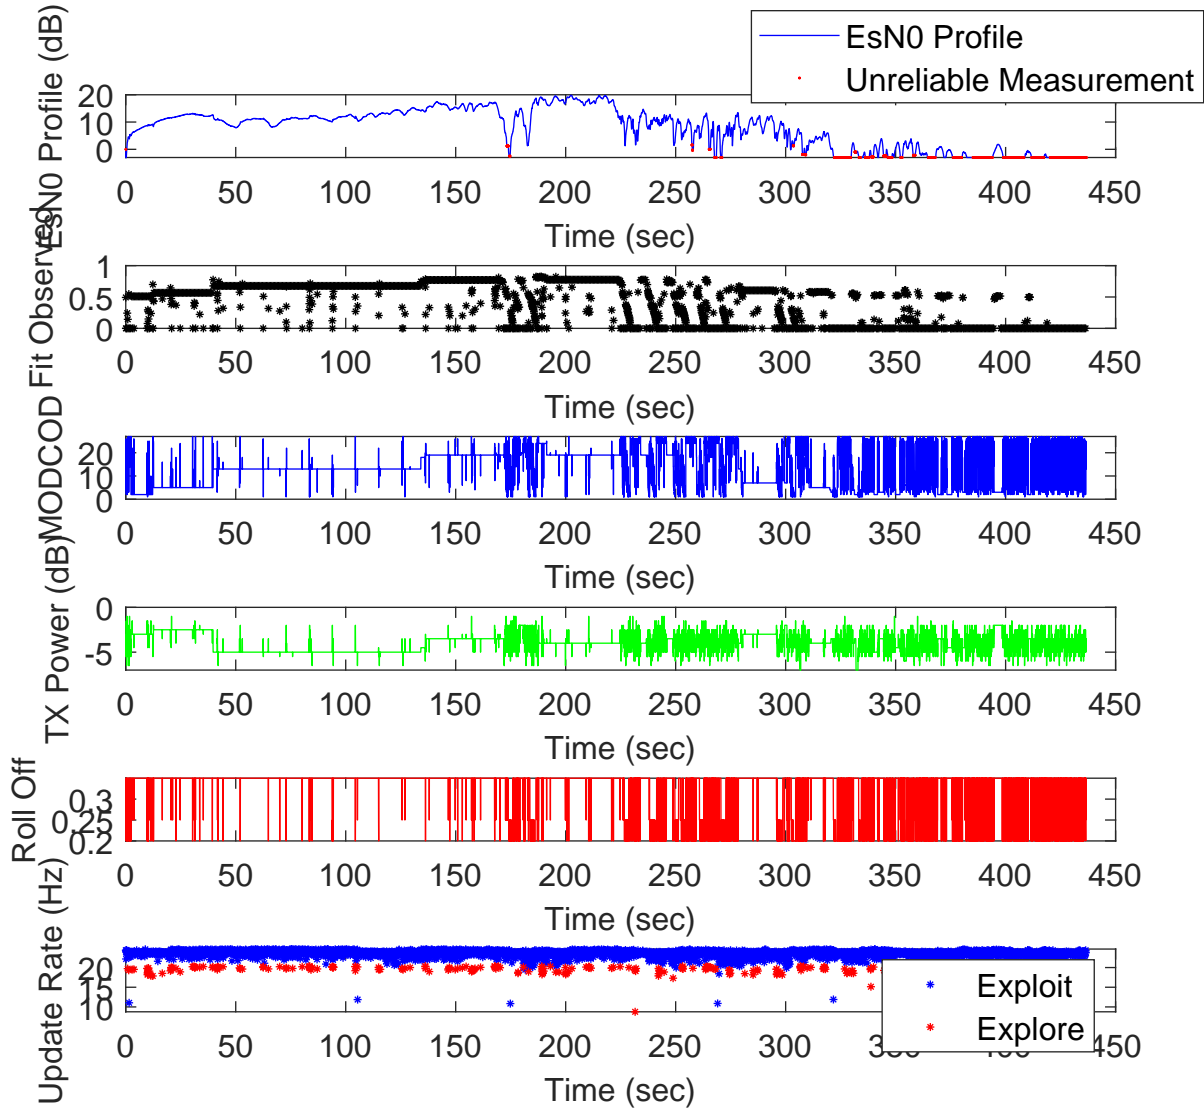 EsN0 Profile
Unreliable Measurement
EsN0 Profile (dB)
20
10
0
0 50 100 150 200 250 300 350 400 450
Time (sec)
Fit Observed
1
0.5
0
0 50 100 150 200 250 300 350 400 450
Time (sec)
MODCOD
20
10
0
0 50 100 150 200 250 300 350 400 450
Time (sec)
TX Power (dB)
0
-5
0 50 100 150 200 250 300 350 400 450
Time (sec)
Roll Off
0.3
0.25
0.2
0 50 100 150 200 250 300 350 400 450
Time (sec)
Update Rate (Hz)
20
15
10
Exploit
Explore
0 50 100 150 200 250 300 350 400 450
Time (sec)